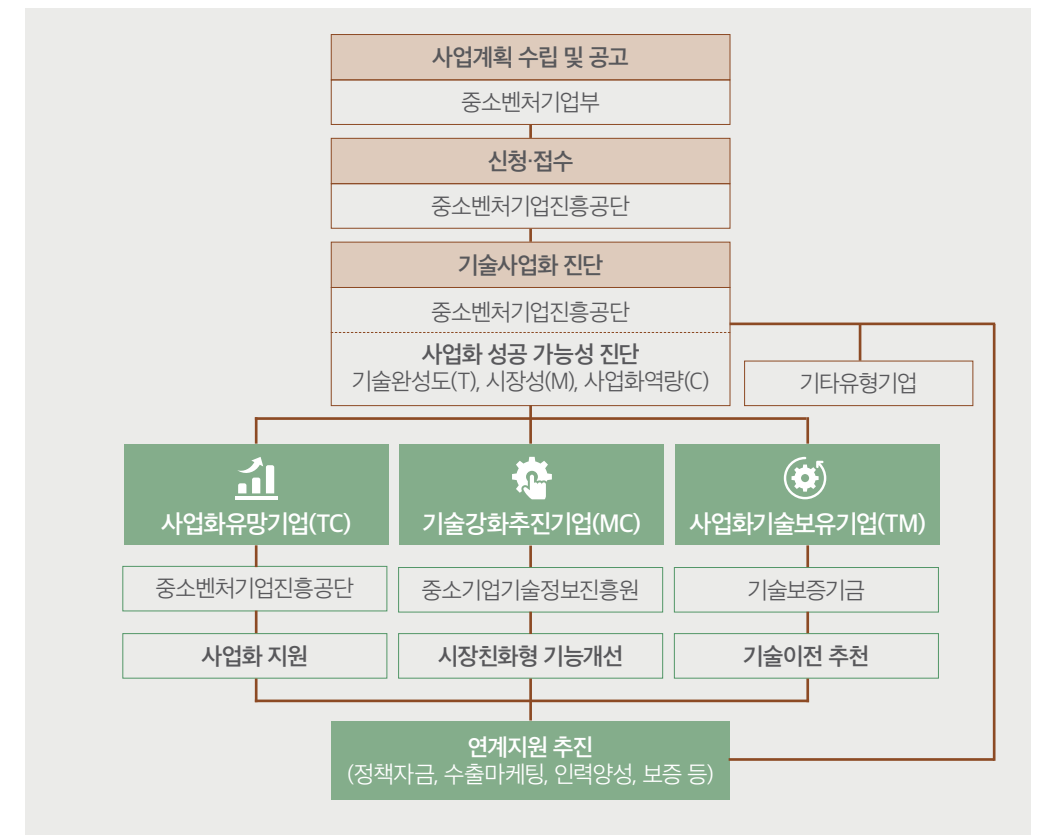 사업계획 수립 및 공고
중소벤처기업부
신청·접수
중소벤처기업진흥공단
기술사업화 진단
중소벤처기업진흥공단
사업화 성공 가능성 진단
기술완성도(T), 시장성(M), 사업화역량(C)
기타유형기업
사업화유망기업(TC)
기술강화추진기업(MC)
사업화기술보유기업(TM)
중소벤처기업진흥공단
중소기업기술정보진흥원
기술보증기금
사업화 지원
시장친화형 기능개선
기술이전 추천
연계지원 추진
(정책자금, 수출마케팅, 인력양성, 보증 등)